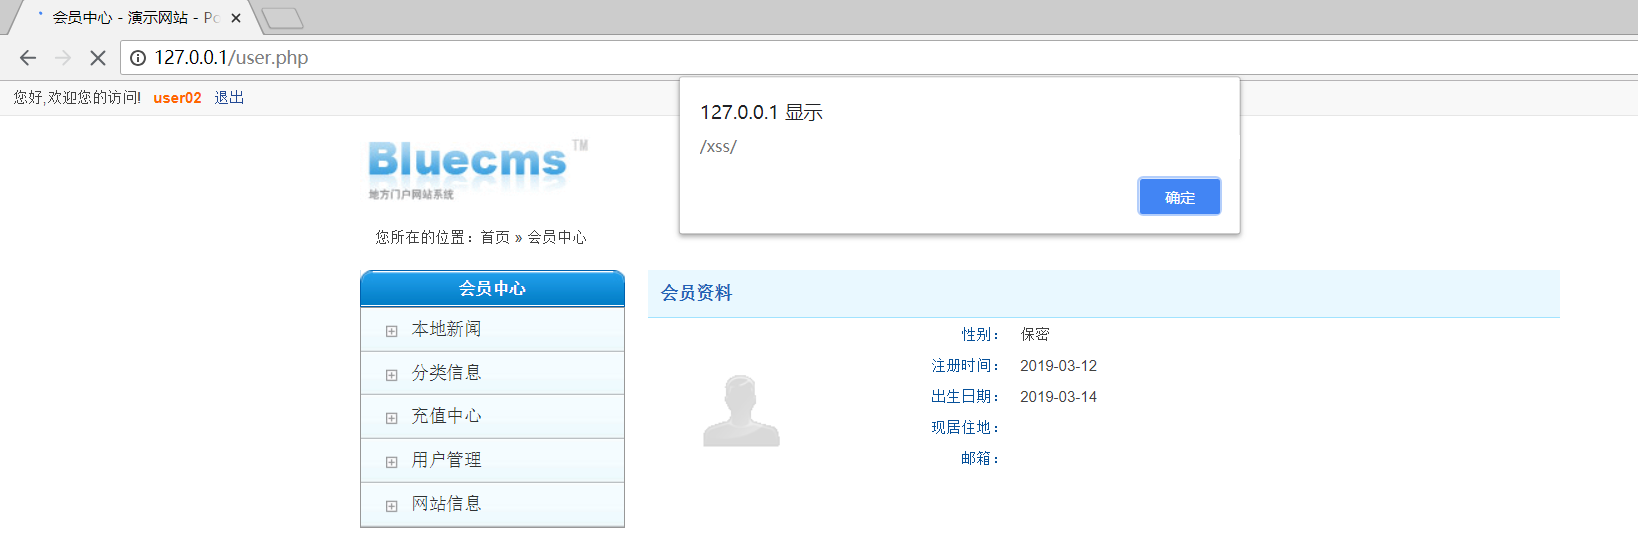 会员中心 - 演示网站 - Po
127.0.0.1/user.php
您好,欢迎您的访问! user02 退出
127.0.0.1 显示
/xss/
确定
Bluecms TM
地方门户网站系统
您所在的位置：首页 » 会员中心
会员中心
本地新闻
分类信息
充值中心
用户管理
网站信息
会员资料
性别： 保密
注册时间： 2019-03-12
出生日期： 2019-03-14
现居住地：
邮箱：